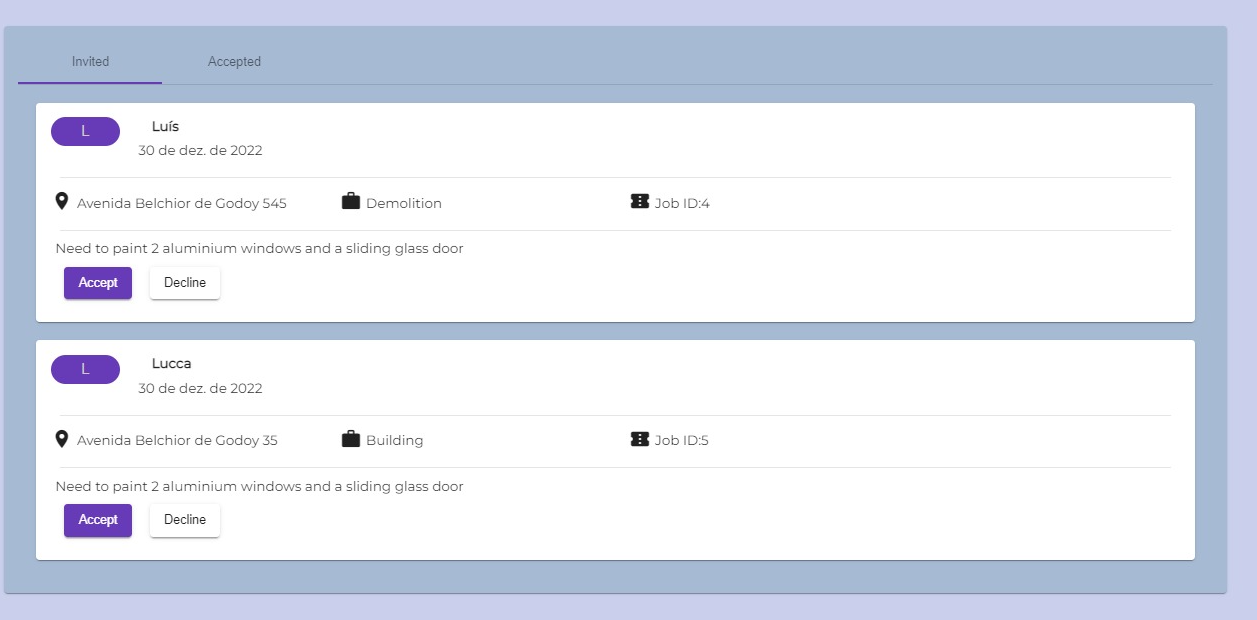 Invited Accepted
L Luís
30 de dez. de 2022
Avenida Belchior de Godoy 545 Demolition Job ID:4
Need to paint 2 aluminium windows and a sliding glass door
Accept Decline
L Lucca
30 de dez. de 2022
Avenida Belchior de Godoy 35 Building Job ID:5
Need to paint 2 aluminium windows and a sliding glass door
Accept Decline